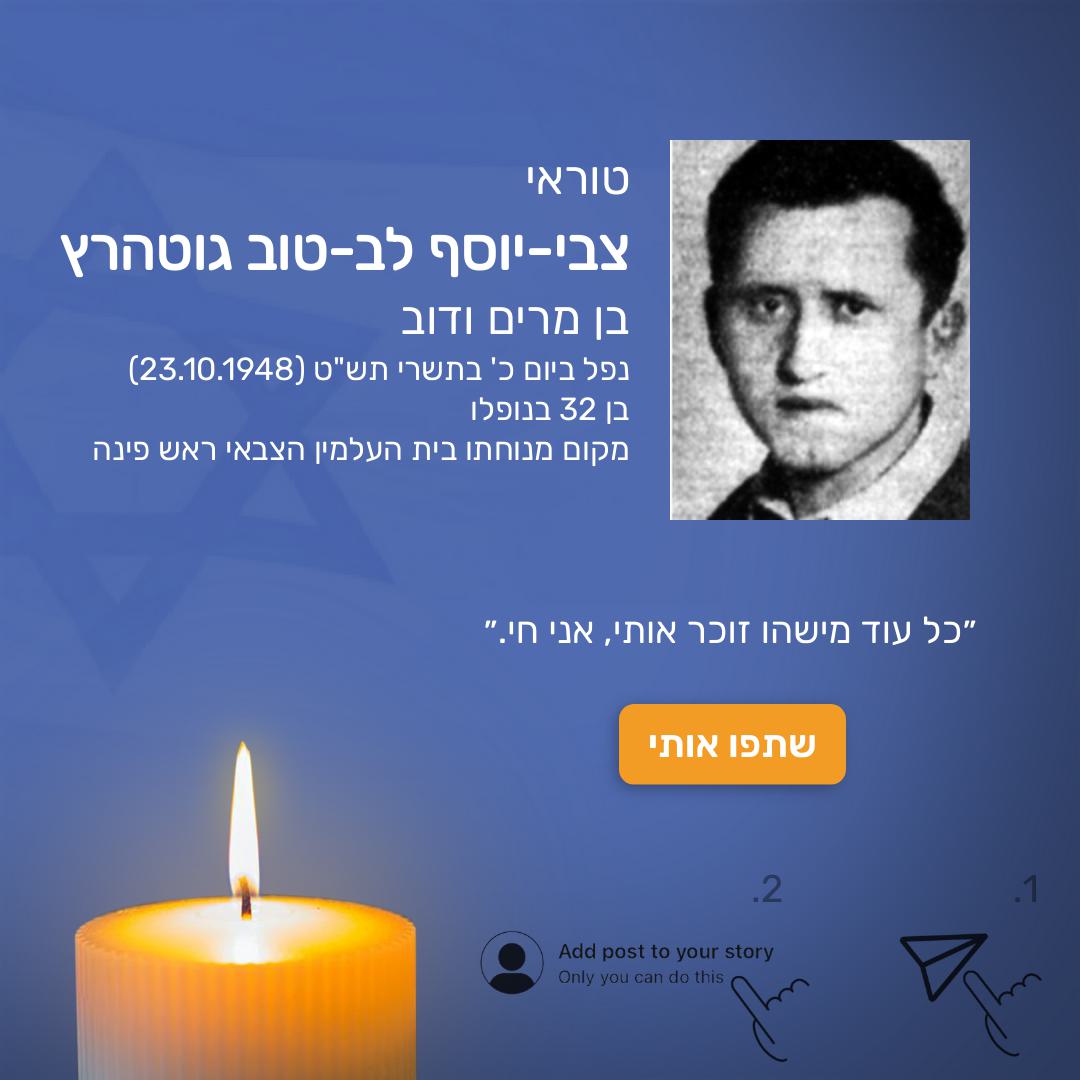 טוראי
צבי-יוסף לב-טוב גוטהרץ
בן מרים ודוב
נפל ביום כ' בתשרי תש"ט (23.10.1948)
בן 32 בנופלו
מקום מנוחתו בית העלמין הצבאי ראש פינה
״כל עוד מישהו זוכר אותי, אני חי.״
שתפו אותי
1.
2.
Add post to your story
Only you can do this